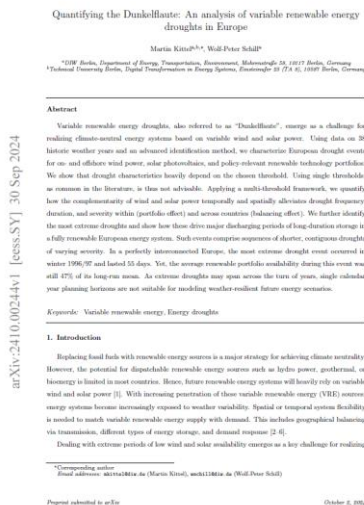 Quantifying the Dunkelflaute: An analysis of variable renewable energy
droughts in Europe
Martin Kittel
a,b,*
, Wolf-Peter Schill
a
a
DIW Berlin, Department of Energy, Transportation, Environment, Mohrenstraße 58, 10117 Berlin, Germany
b
Technical University Berlin, Digital Transformation in Energy Systems, Einsteinufer 25 (TA 8), 10587 Berlin, Germany
Abstract
Variable renewable energy droughts, also referred to as “Dunkelflaute”, emerge as a challenge for
realizing climate-neutral energy systems based on variable wind and solar power. Using data on 38
historic weather years and an advanced identification method, we characterize European drought events
for on- and offshore wind power, solar photovoltaics, and policy-relevant renewable technology portfolios.
We show that drought characteristics heavily depend on the chosen threshold. Using single thresholds,
as common in the literature, is thus not advisable. Applying a multi-threshold framework, we quantify
how the complementarity of wind and solar power temporally and spatially alleviates drought frequency,
duration, and severity within (portfolio effect) and across countries (balancing effect). We further identify
the most extreme droughts and show how these drive major discharging periods of long-duration storage in
a fully renewable European energy system. Such events comprise sequences of shorter, contiguous droughts
of varying severity. In a perfectly interconnected Europe, the most extreme drought event occurred in
winter 1996/97 and lasted 55 days. Yet, the average renewable portfolio availability during this event was
still 47% of its long-run mean. As extreme droughts may span across the turn of years, single calendar
year planning horizons are not suitable for modeling weather-resilient future energy scenarios.
Keywords: Variable renewable energy, Energy droughts
1. Introduction
Replacing fossil fuels with renewable energy sources is a major strategy for achieving climate neutrality.
However, the potential for dispatchable renewable energy sources such as hydro power, geothermal, or
bioenergy is limited in most countries. Hence, future renewable energy systems will heavily rely on variable
wind and solar power [1]. With increasing penetration of these variable renewable energy (VRE) sources,
energy systems become increasingly exposed to weather variability. Spatial or temporal system flexibility
is needed to match variable renewable energy supply with demand. This includes geographical balancing
via transmission, different types of energy storage, and demand response [2–6].
Dealing with extreme periods of low wind and solar availability emerges as a key challenge for realizing
*Corresponding author
Email addresses: mkittel@diw.de (Martin Kittel), wschill@diw.de (Wolf-Peter Schill)
Preprint submitted to arXiv
October 2, 2024
arXiv:2410.00244v1 [eess.SY] 30 Sep 2024